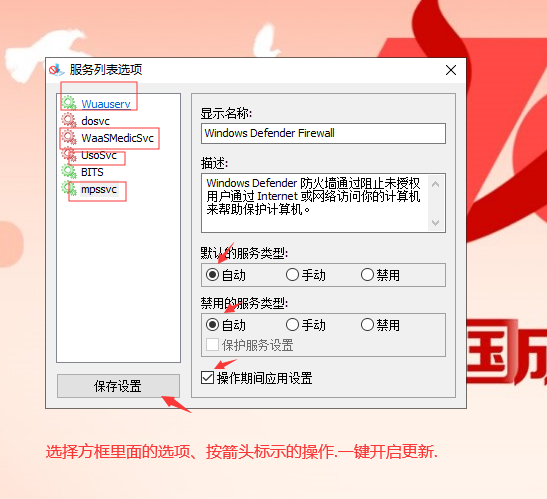 服务列表选项
Wuauserv
dosvc
WaaSMedicSvc
UsoSvc
BITS
mpssvc
保存设置
显示名称:
Windows Defender Firewall
描述:
Windows Defender 防火墙通过阻止未授权
用户通过 Internet 或网络访问你的计算机
来帮助保护计算机。
默认的服务类型:
自动 手动 禁用
禁用的服务类型:
自动 手动 禁用
保护服务设置
操作期间应用设置
国成
选择方框里面的选项、按箭头标示的操作.一键开启更新.